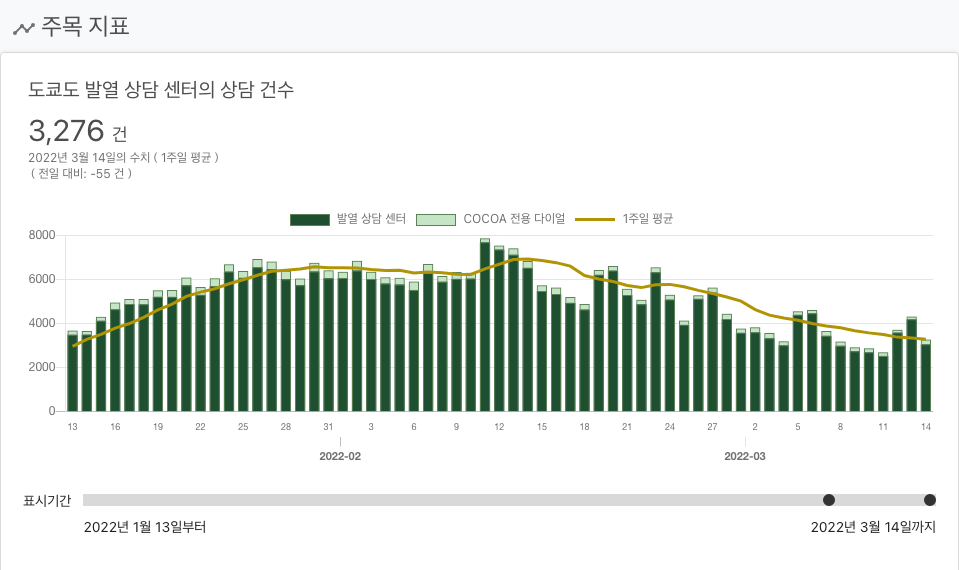 주목 지표
도쿄도 발열 상담 센터의 상담 건수
3,276 건
2022년 3월 14일의 수치 ( 1주일 평균 )
( 전일 대비: -55 건 )
발열 상담 센터 COCOA 전용 다이얼 1주일 평균
8000
6000
4000
2000
0
13 16 19 22 25 28 31 3 6 9 12 15 18 21 24 27 2 5 8 11 14
2022-02 2022-03
표시기간
2022년 1월 13일부터 2022년 3월 14일까지